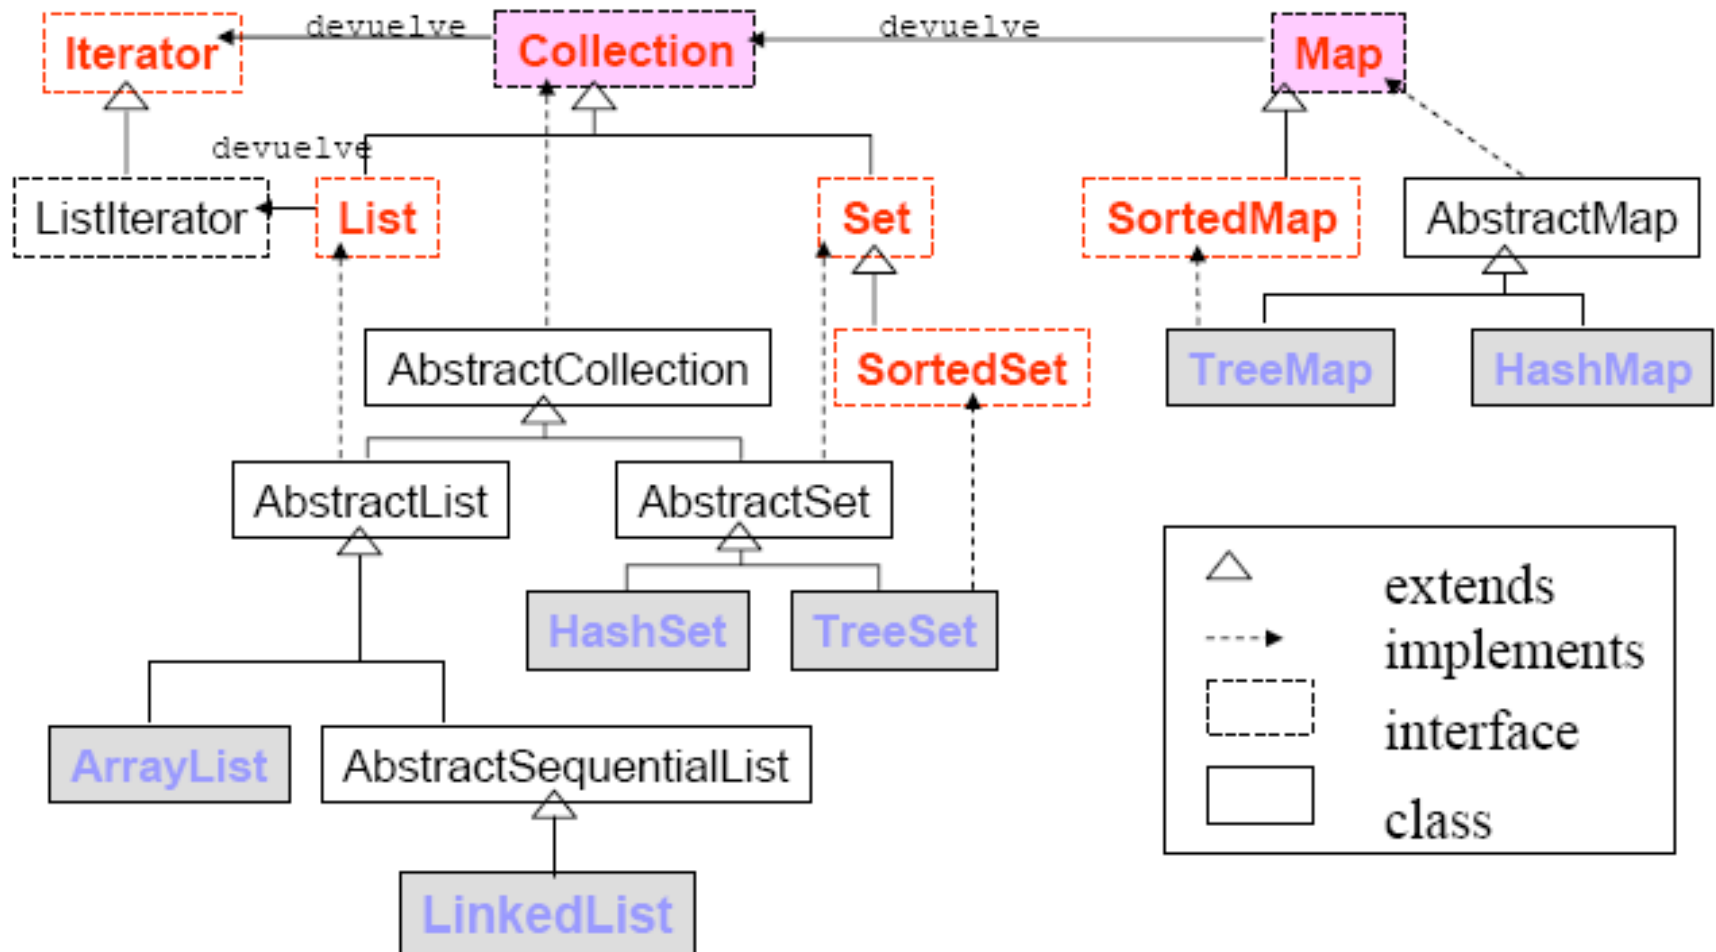 devuelve
devuelve
Iterator
Collection
Map
devuelve
ListIterator
List
Set
SortedMap
AbstractMap
AbstractCollection
SortedSet
TreeMap
HashMap
AbstractList
AbstractSet
extends
HashSet
TreeSet
implements
interface
ArrayList
AbstractSequentialList
class
LinkedList